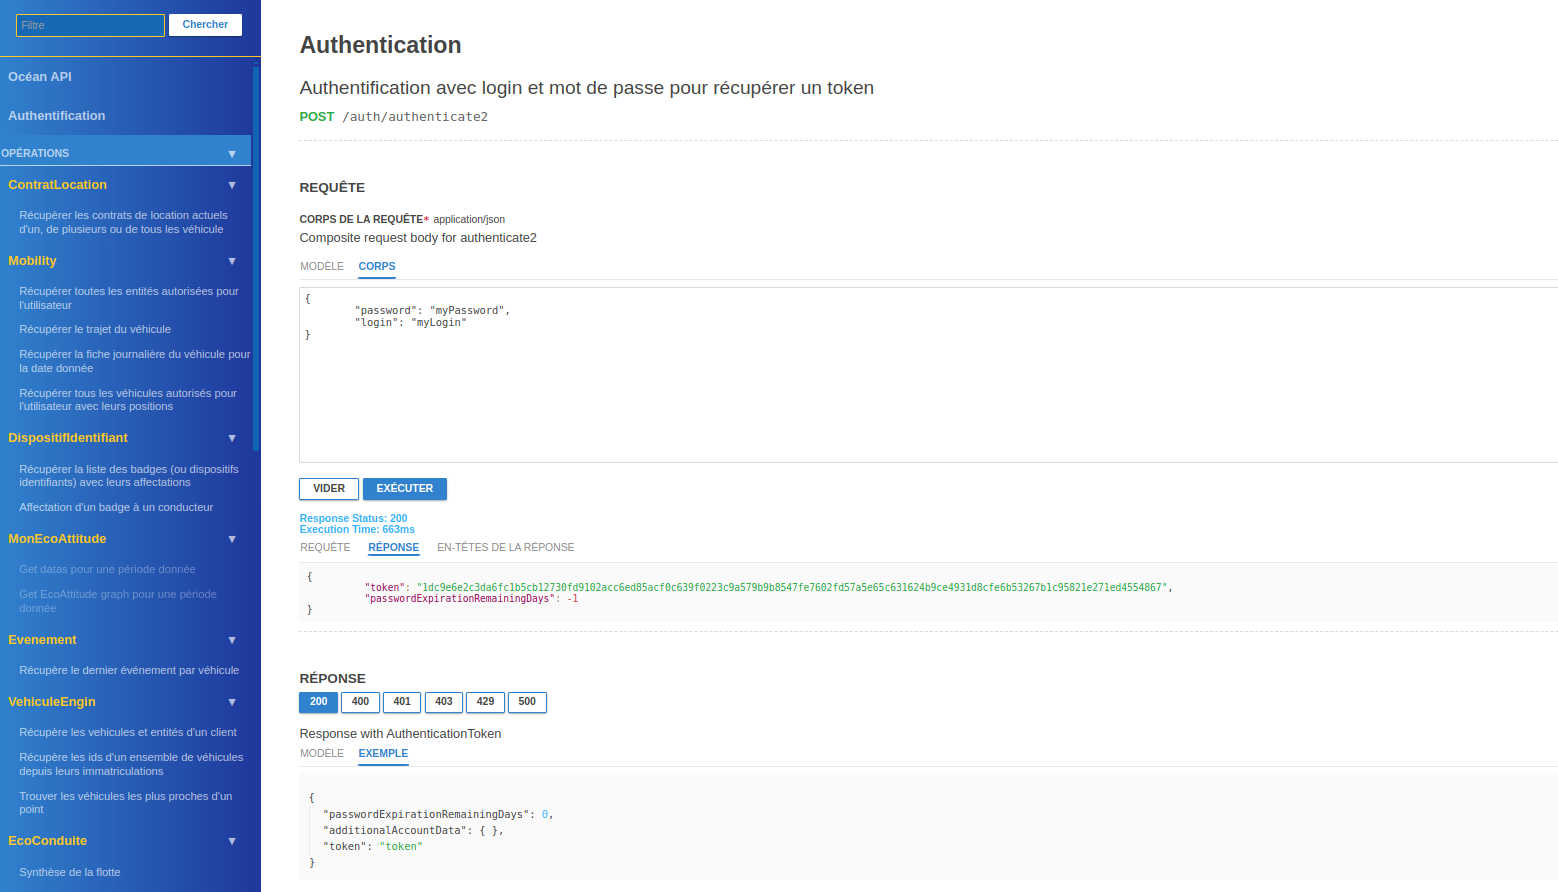 Filtre
Chercher
Océan API
Authentification
OPÉRATIONS ▼
ContratLocation ▼
Récupèrer les contrats de location actuels
d'un, de plusieurs ou de tous les véhicule
Mobility ▼
Récupérer toutes les entités autorisées pour
l'utilisateur
Récupérer le trajet du véhicule
Récupérer la fiche journalière du véhicule pour
la date donnée
Récupérer tous les véhicules autorisés pour
l'utilisateur avec leurs positions
DispositifIdentifiant ▼
Récupérer la liste des badges (ou dispositifs
identifiants) avec leurs affectations
Affectation d'un badge à un conducteur
MonEcoAttitude ▼
Get datas pour une période donnée
Get EcoAttitude graph pour une période
donnée
Evenement ▼
Récupère le dernier événement par véhicule
VehiculeEngin ▼
Récupère les vehicules et entités d'un client
Récupère les ids d'un ensemble de véhicules
depuis leurs immatriculations
Trouver les véhicules les plus proches d'un
point
EcoConduite ▼
Synthèse de la flotte
Authentication
Authentification avec login et mot de passe pour récupérer un token
POST /auth/authenticate2
REQUÊTE
CORPS DE LA REQUÊTE* application/json
Composite request body for authenticate2
MODÈLE CORPS
{
"password": "myPassword",
"login": "myLogin"
}
VIDER EXÉCUTER
Response Status: 200
Execution Time: 663ms
REQUÊTE RÉPONSE EN-TÊTES DE LA RÉPONSE
{
"token": "1dc9e6e2c3da6fc1b5cb12730fd9102acc6ed85acf0c639f0223c9a579b9b8547fe7602fd57a5e65c631624b9ce4931d8cfe6b53267b1c95821e271ed4554867",
"passwordExpirationRemainingDays": -1
}
RÉPONSE
200 400 401 403 429 500
Response with AuthenticationToken
MODÈLE EXEMPLE
{
"passwordExpirationRemainingDays": 0,
"additionalAccountData": { },
"token": "token"
}